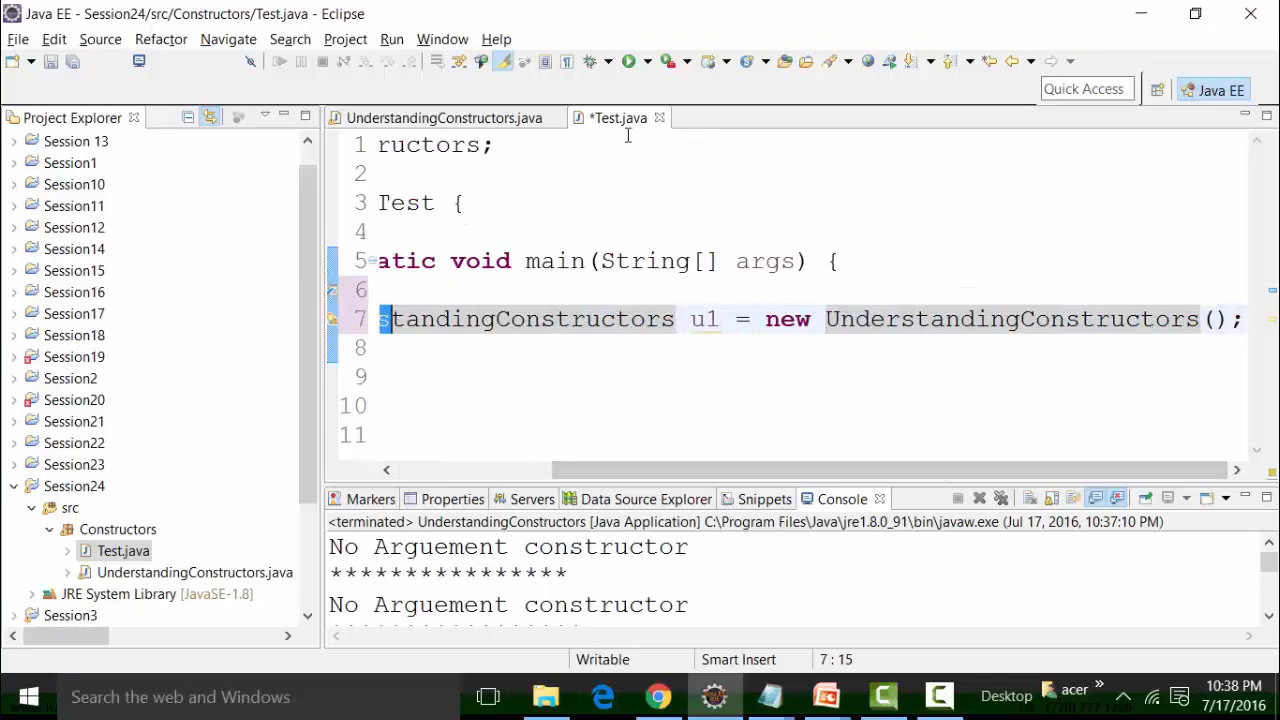 Java EE - Session24/src/Constructors/Test.java - Eclipse
File Edit Source Refactor Navigate Search Project Run Window Help
Quick Access
Java EE
Project Explorer
Session 13
Session1
Session10
Session11
Session12
Session14
Session15
Session16
Session17
Session18
Session19
Session2
Session20
Session21
Session22
Session23
Session24
src
Constructors
Test.java
UnderstandingConstructors.java
JRE System Library [JavaSE-1.8]
Session3
UnderstandingConstructors.java *Test.java
1 ructors;
2
3 Test {
4
5 atic void main(String[] args) {
6
7 standingConstructors u1 = new UnderstandingConstructors();
8
9
10
11
Markers Properties Servers Data Source Explorer Snippets Console
<terminated> UnderstandingConstructors [Java Application] C:\Program Files\Java\jre1.8.0_91\bin\javaw.exe (Jul 17, 2016, 10:37:10 PM)
No Arguement constructor
****************
No Arguement constructor
Writable Smart Insert 7 : 15
Search the web and Windows
Desktop
acer
10:38 PM
7/17/2016